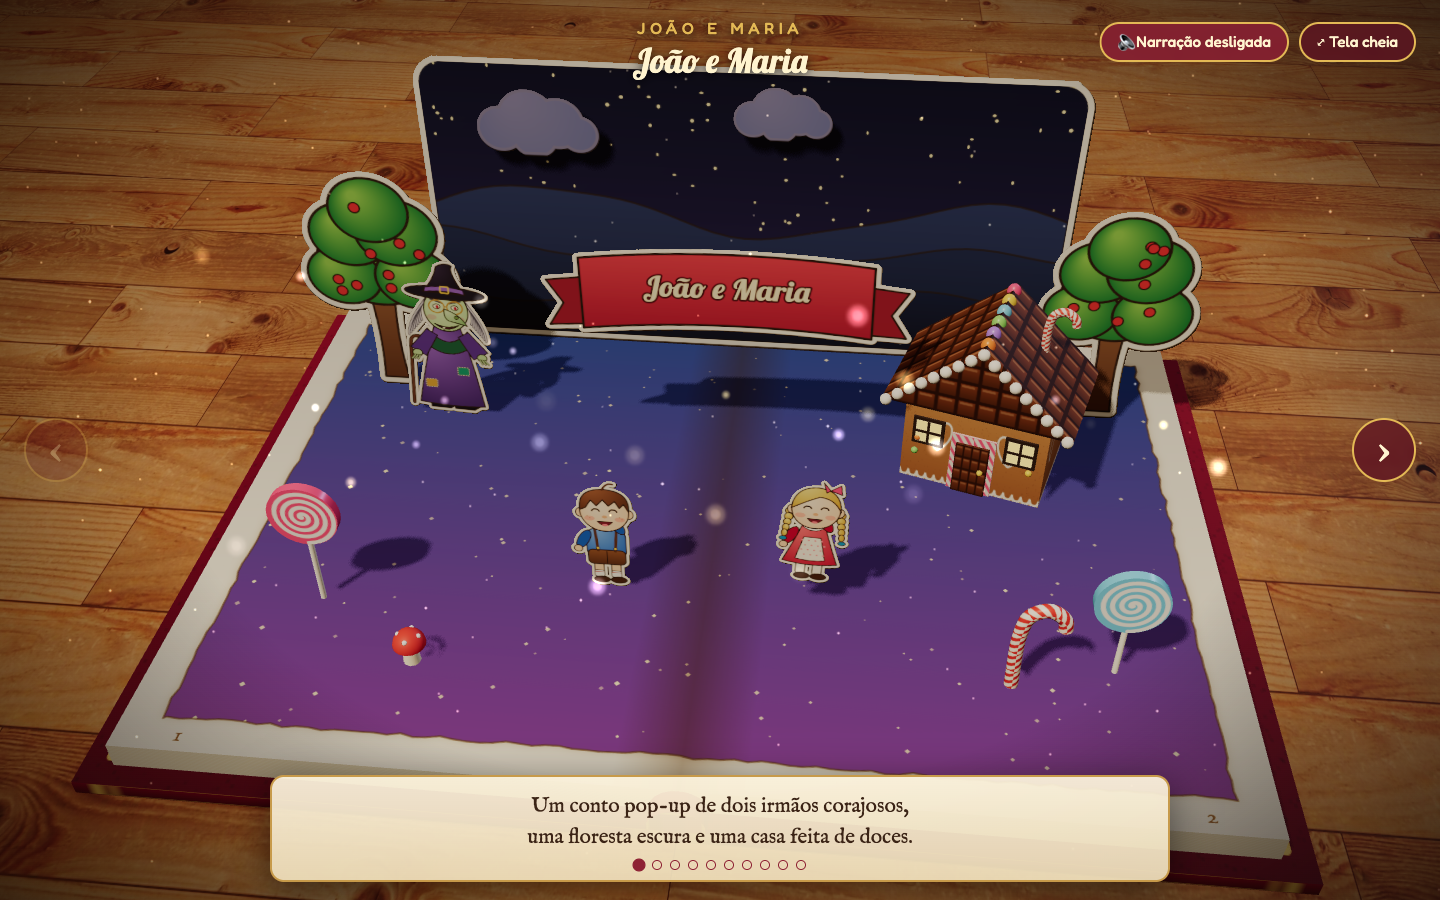 JOÃO E MARIA
João e Maria
Narração desligada
Tela cheia
João e Maria
1
2
Um conto pop-up de dois irmãos corajosos,
uma floresta escura e uma casa feita de doces.